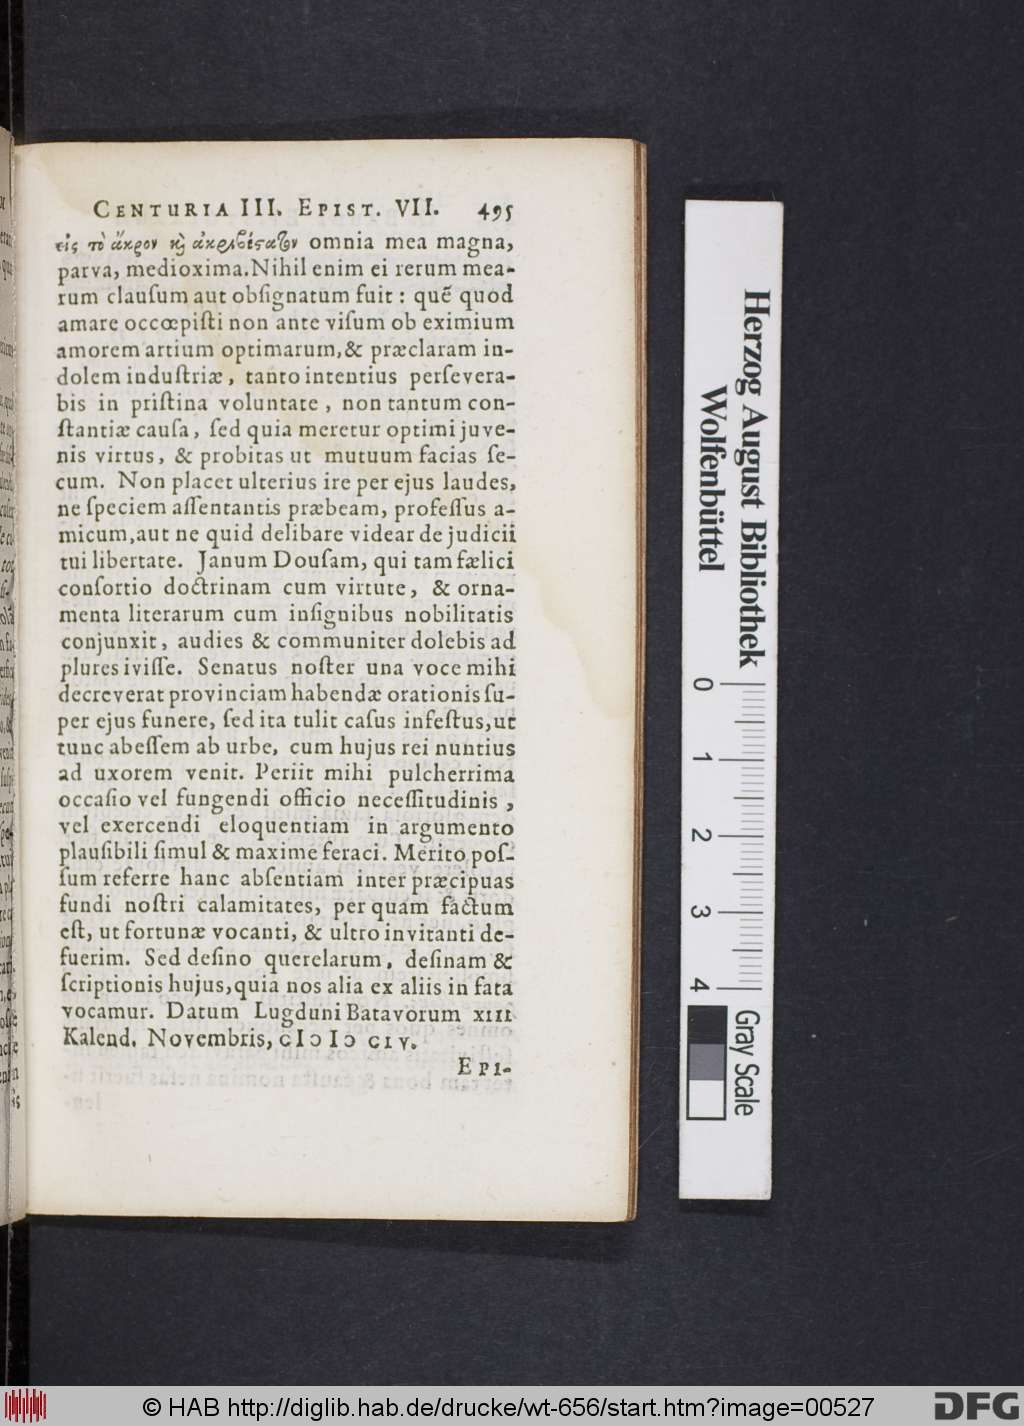 CENTURIA III. EPIST. VII. 495
εἰς τὸ ἄκρον καὶ ἀκριβέστατον omnia mea magna,
parva, medioxima. Nihil enim ei rerum mea-
rum clauſum aut obſignatum fuit : quē quod
amare occœpiſti non ante viſum ob eximium
amorem artium optimarum, & præclaram in-
dolem induſtriæ, tanto intentius perſevera-
bis in priſtina voluntate, non tantum con-
ſtantiæ cauſa, ſed quia meretur optimi juve-
nis virtus, & probitas ut mutuum facias ſe-
cum. Non placet ulterius ire per ejus laudes,
ne ſpeciem aſſentantis præbeam, profeſſus a-
micum, aut ne quid delibare videar de judicii
tui libertate. Janum Douſam, qui tam fælici
conſortio doctrinam cum virtute, & orna-
menta literarum cum inſignibus nobilitatis
conjunxit, audies & communiter dolebis ad
plures iviſſe. Senatus noſter una voce mihi
decreverat provinciam habendæ orationis ſu-
per ejus funere, ſed ita tulit caſus infeſtus, ut
tunc abeſſem ab urbe, cum hujus rei nuntius
ad uxorem venit. Periit mihi pulcherrima
occaſio vel fungendi officio neceſſitudinis,
vel exercendi eloquentiam in argumento
plauſibili ſimul & maxime feraci. Merito poſ-
ſum referre hanc abſentiam inter præcipuas
fundi noſtri calamitates, per quam factum
eſt, ut fortunæ vocanti, & ultro invitanti de-
fuerim. Sed deſino querelarum, deſinam &
ſcriptionis hujus, quia nos alia ex aliis in fata
vocamur. Datum Lugduni Batavorum XIII
Kalend. Novembris, CIↃ IↃ CIV.
EPI-
Herzog August Bibliothek
Wolfenbüttel
0 1 2 3 4
Gray Scale
© HAB http://diglib.hab.de/drucke/wt-656/start.htm?image=00527
DFG